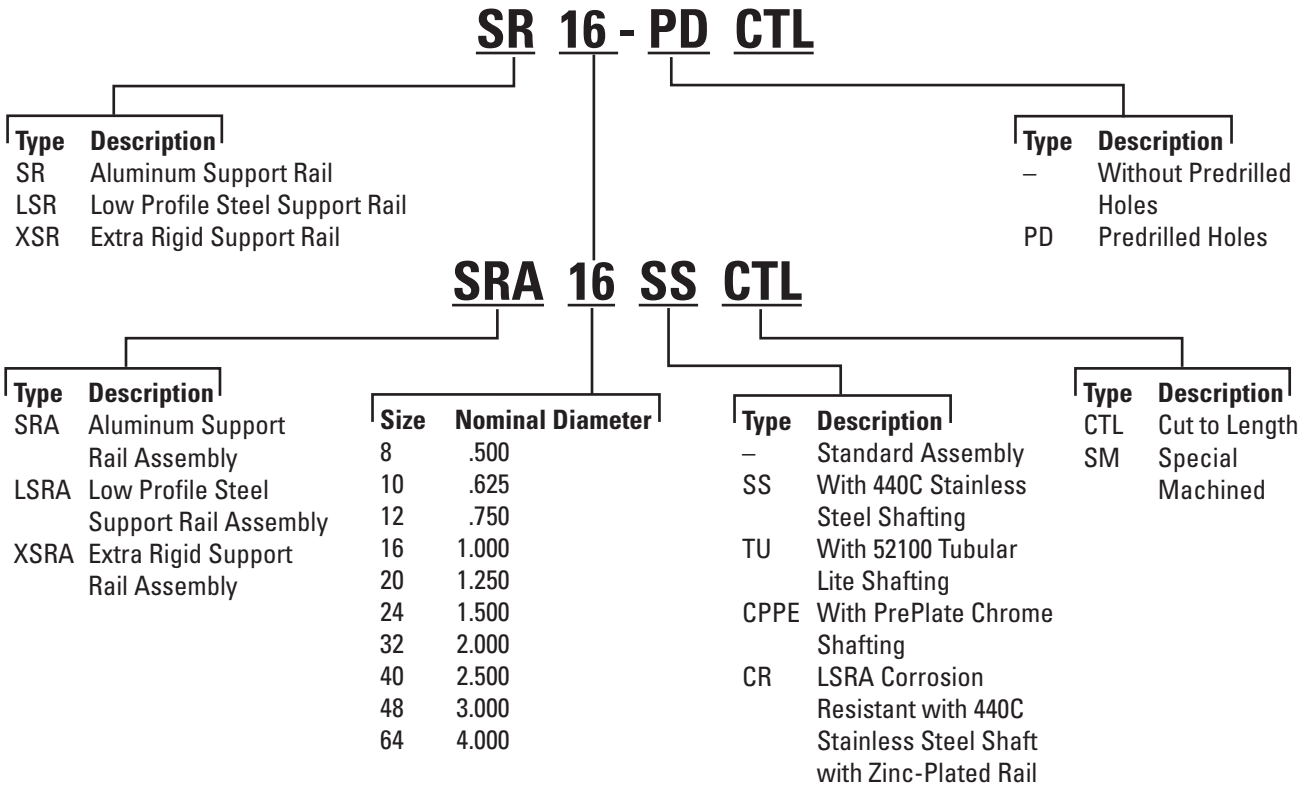 SR 16 - PD CTL
Type Description
SR Aluminum Support Rail
LSR Low Profile Steel Support Rail
XSR Extra Rigid Support Rail
Type Description
– Without Predrilled
Holes
PD Predrilled Holes
SRA 16 SS CTL
Type Description
SRA Aluminum Support
Rail Assembly
LSRA Low Profile Steel
Support Rail Assembly
XSRA Extra Rigid Support
Rail Assembly
Size Nominal Diameter
8 .500
10 .625
12 .750
16 1.000
20 1.250
24 1.500
32 2.000
40 2.500
48 3.000
64 4.000
Type Description
– Standard Assembly
SS With 440C Stainless
Steel Shafting
TU With 52100 Tubular
Lite Shafting
CPPE With PrePlate Chrome
Shafting
CR LSRA Corrosion
Resistant with 440C
Stainless Steel Shaft
with Zinc-Plated Rail
Type Description
CTL Cut to Length
SM Special
Machined